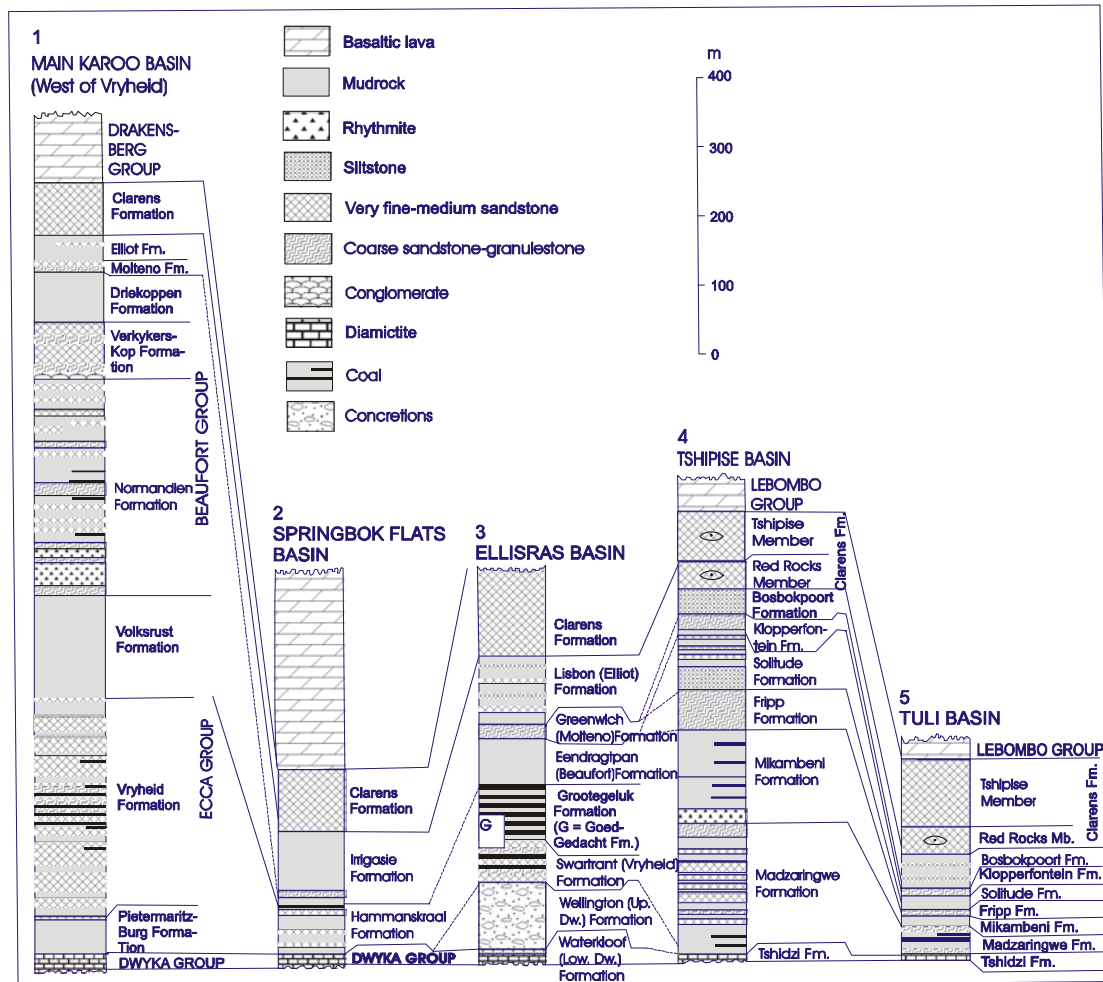 1
MAIN KAROO BASIN
(West of Vryheid)
DRAKENS-
BERG
GROUP
Clarens
Formation
Elliot Fm.
Molteno Fm.
Driekoppen
Formation
Verkykers-
Kop Forma-
tion
Normandien
Formation
Volksrust
Formation
Vryheid
Formation
Pietermaritz-
Burg Forma-
tion
DWYKA GROUP
BEAUFORT GROUP
ECCA GROUP
Basaltic lava
Mudrock
Rhythmite
Siltstone
Very fine-medium sandstone
Coarse sandstone-granulestone
Conglomerate
Diamictite
Coal
Concretions
m
400
300
200
100
0
2
SPRINGBOK FLATS
BASIN
Clarens
Formation
Irrigasie
Formation
Hammanskraal
Formation
DWYKA GROUP
3
ELLISRAS BASIN
Clarens
Formation
Lisbon (Elliot)
Formation
Greenwich
(Molteno)Formation
Eendragtpan
(Beaufort)Formation
Grootegeluk
Formation
(G = Goed-
Gedacht Fm.)
G
Swartrant (Vryheid)
Formation
Wellington (Up.
Dw.) Formation
Waterkloof
(Low. Dw.)
Formation
4
TSHIPISE BASIN
LEBOMBO
GROUP
Tshipise
Member
Red Rocks
Member
Clarens Fm.
Bosbokpoort
Formation
Klopperfon-
tein Fm.
Solitude
Formation
Fripp
Formation
Mikambeni
Formation
Madzaringwe
Formation
Tshidzi Fm.
5
TULI BASIN
LEBOMBO GROUP
Tshipise
Member
Red Rocks Mb.
Clarens Fm.
Bosbokpoort Fm.
Klopperfontein Fm.
Solitude Fm.
Fripp Fm.
Mikambeni Fm.
Madzaringwe Fm.
Tshidzi Fm.